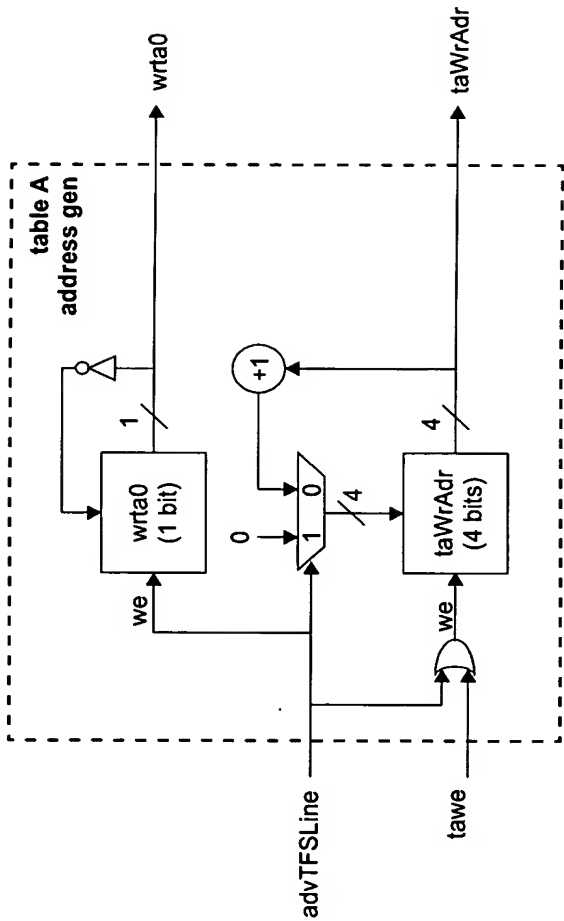 table A
address gen
wrta0
1
we
wrta0
(1 bit)
0
+1
1 0
4
advTFSLine
4
taWrAdr
we
taWrAdr
(4 bits)
tawe